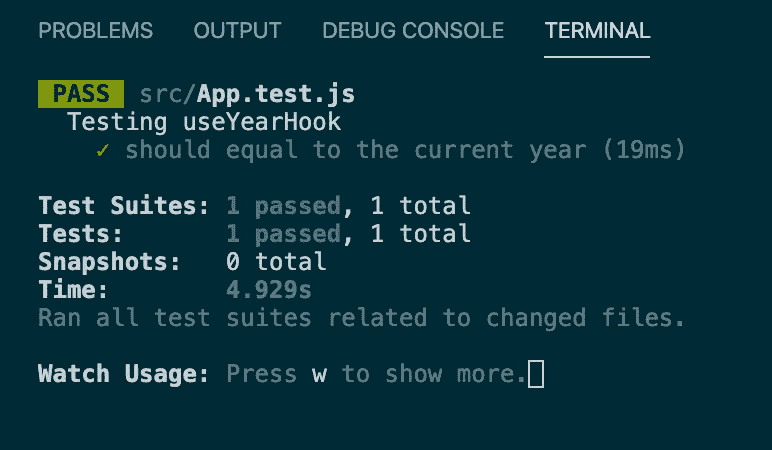 PROBLEMS OUTPUT DEBUG CONSOLE TERMINAL
PASS src/App.test.js
Testing useYearHook
✓ should equal to the current year (19ms)
Test Suites: 1 passed, 1 total
Tests: 1 passed, 1 total
Snapshots: 0 total
Time: 4.929s
Ran all test suites related to changed files.
Watch Usage: Press w to show more.